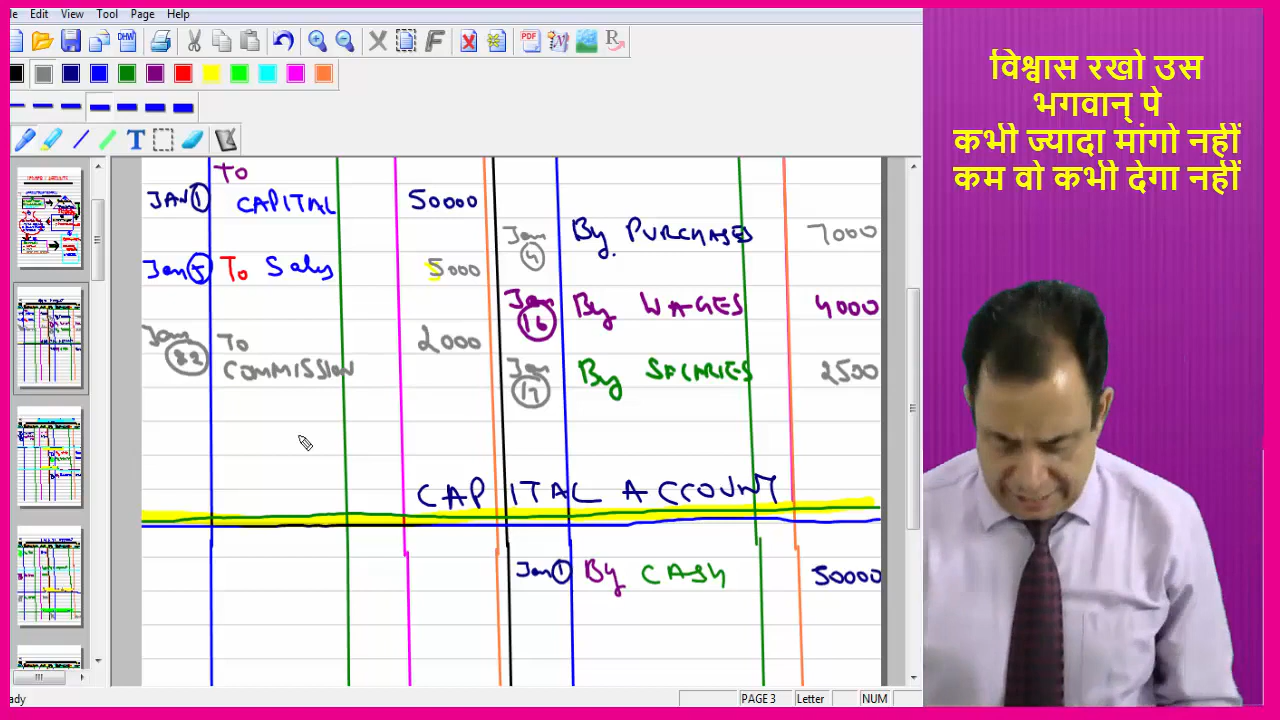 Edit View Tool Page Help
DHW
PDF
To
JAN 1 CAPITAL 50000
Jan 4 By PURCHASES 7000
Jan 5 To Sales 5000
Jan 16 By WAGES 4000
Jan 22 To COMMISSION 2000
Jan 17 By SALARIES 2500
CAPITAL ACCOUNT
Jan 1 By CASH 50000
PAGE 3 Letter NUM
विश्वास रखो उस
भगवान् पे
कभी ज्यादा मांगो नहीं
कम वो कभी देगा नहीं